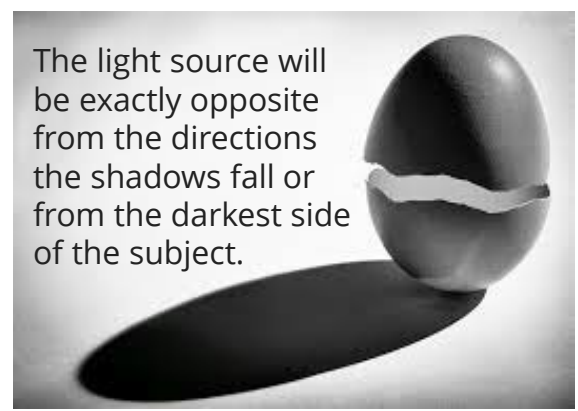 The light source will
be exactly opposite
from the directions
the shadows fall or
from the darkest side
of the subject.